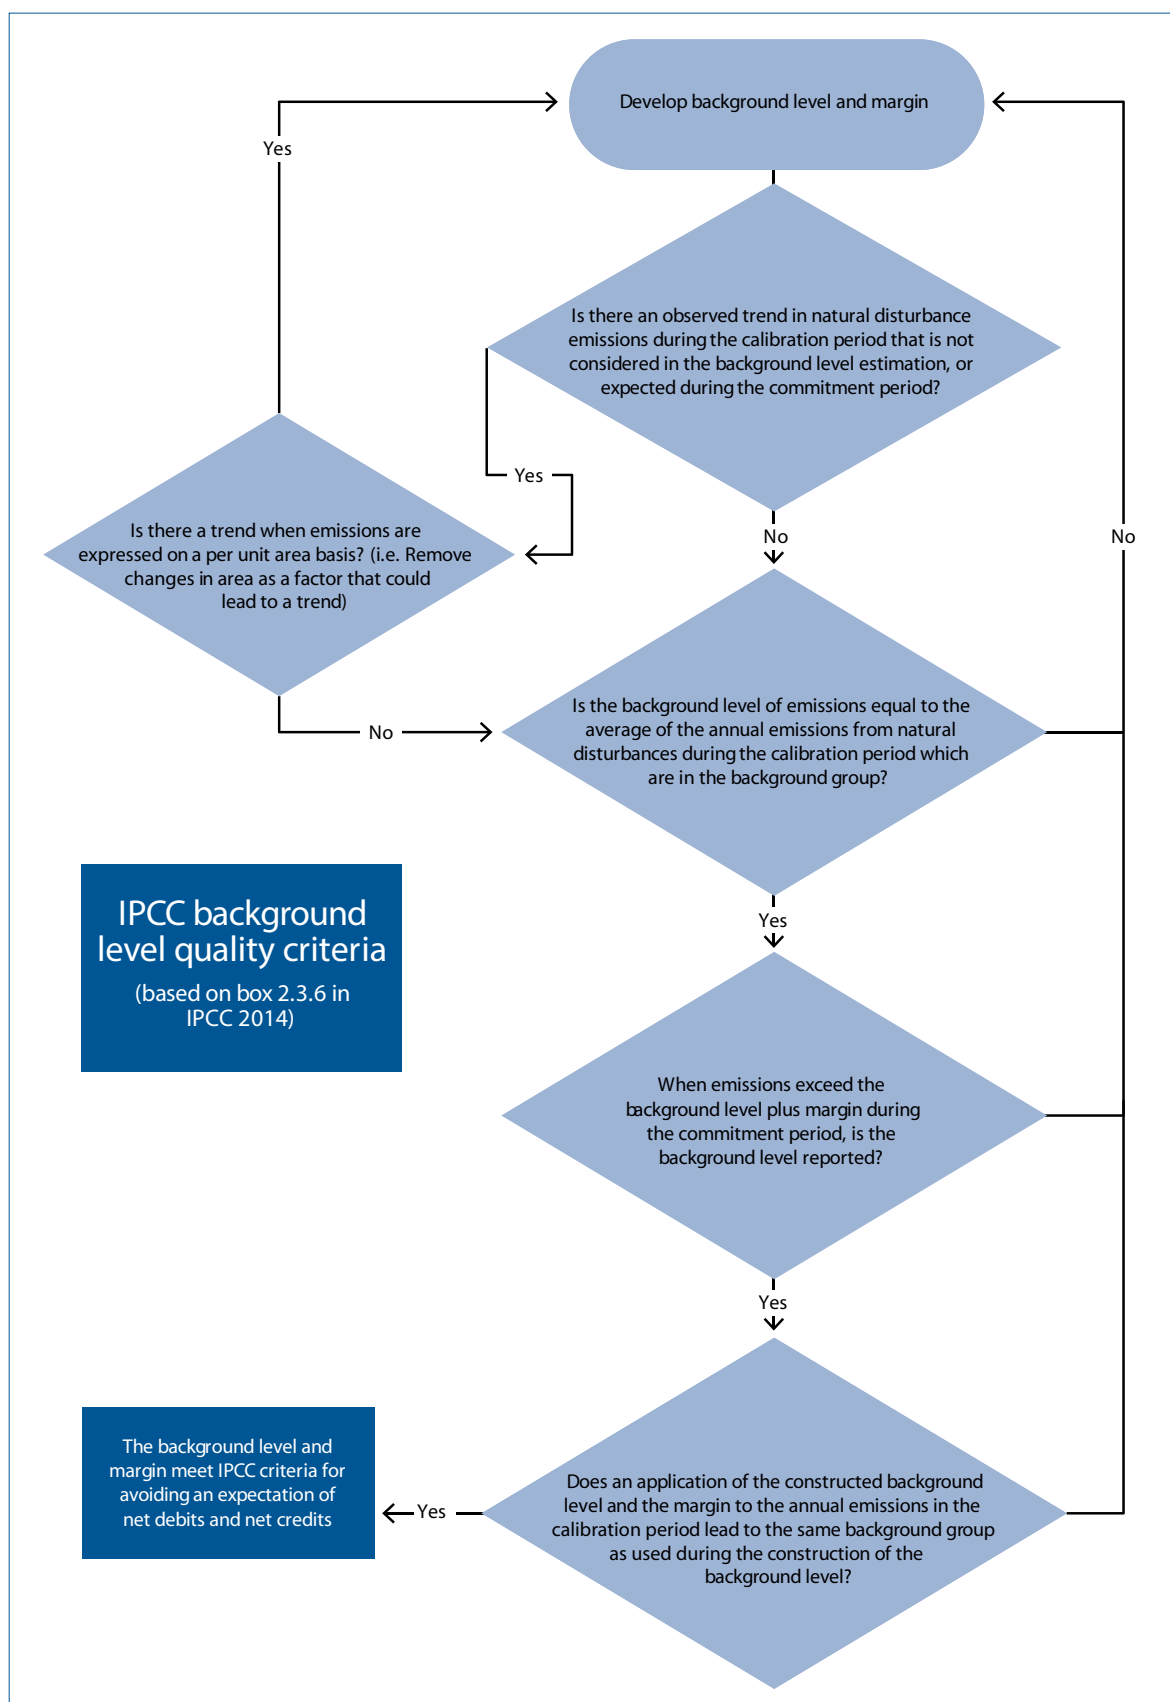 Develop background level and margin
Yes
Is there an observed trend in natural disturbance
emissions during the calibration period that is not
considered in the background level estimation, or
expected during the commitment period?
Yes
Is there a trend when emissions are
expressed on a per unit area basis? (i.e. Remove
changes in area as a factor that could
lead to a trend)
No
No
No
Is the background level of emissions equal to the
average of the annual emissions from natural
disturbances during the calibration period which
are in the background group?
IPCC background
level quality criteria
(based on box 2.3.6 in
IPCC 2014)
Yes
When emissions exceed the
background level plus margin during
the commitment period, is the
background level reported?
Yes
Does an application of the constructed background
level and the margin to the annual emissions in the
calibration period lead to the same background group
as used during the construction of the
background level?
Yes
The background level and
margin meet IPCC criteria for
avoiding an expectation of
net debits and net credits